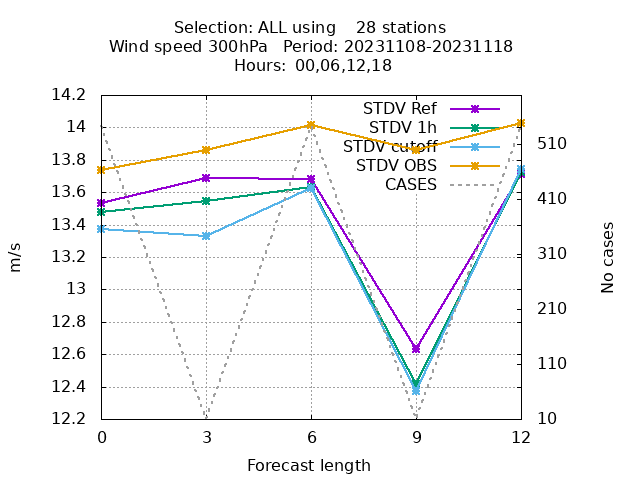 Selection: ALL using    28 stations
Wind speed 300hPa   Period: 20231108-20231118
Hours:  00,06,12,18
STDV Ref
STDV 1h
STDV cutoff
STDV OBS
CASES
14.2
14
13.8
13.6
13.4
13.2
13
12.8
12.6
12.4
12.2
m/s
510
410
310
210
110
10
No cases
0 3 6 9 12
Forecast length